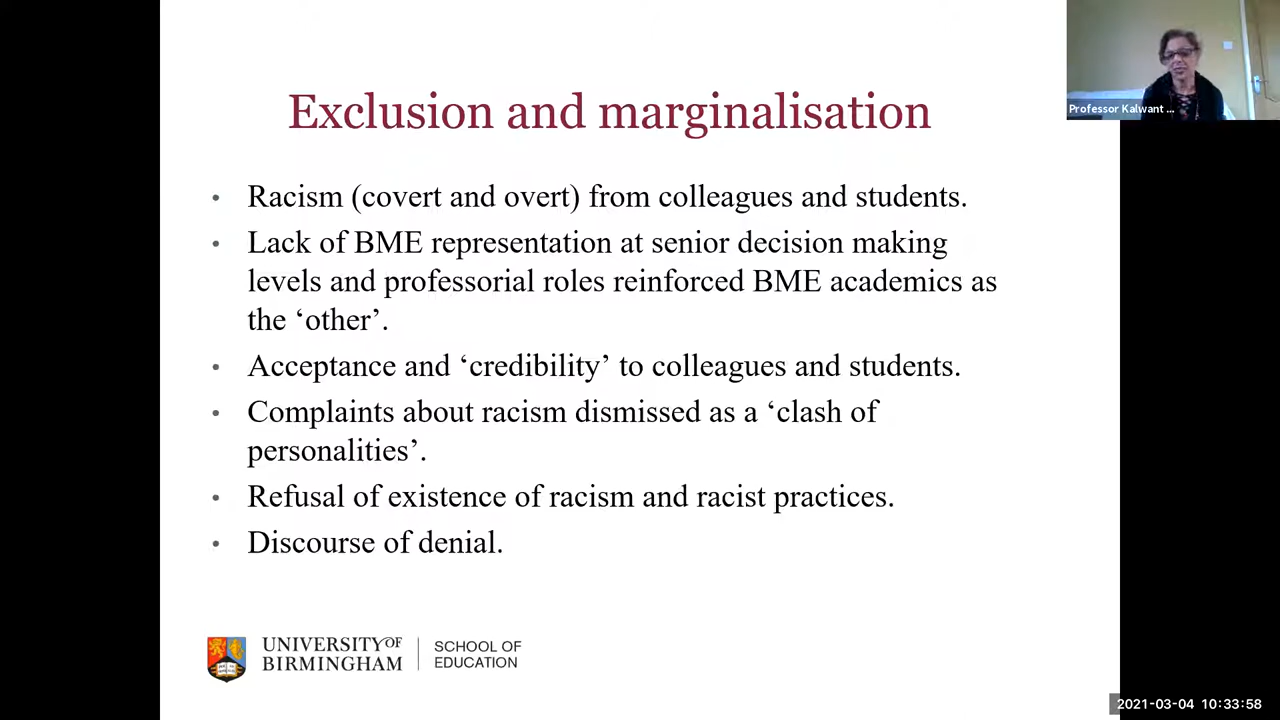 Exclusion and marginalisation
Professor Kalwant ...
• Racism (covert and overt) from colleagues and students.
• Lack of BME representation at senior decision making
levels and professorial roles reinforced BME academics as
the ‘other’.
• Acceptance and ‘credibility’ to colleagues and students.
• Complaints about racism dismissed as a ‘clash of
personalities’.
• Refusal of existence of racism and racist practices.
• Discourse of denial.
UNIVERSITY OF
BIRMINGHAM
SCHOOL OF
EDUCATION
2021-03-04 10:33:58